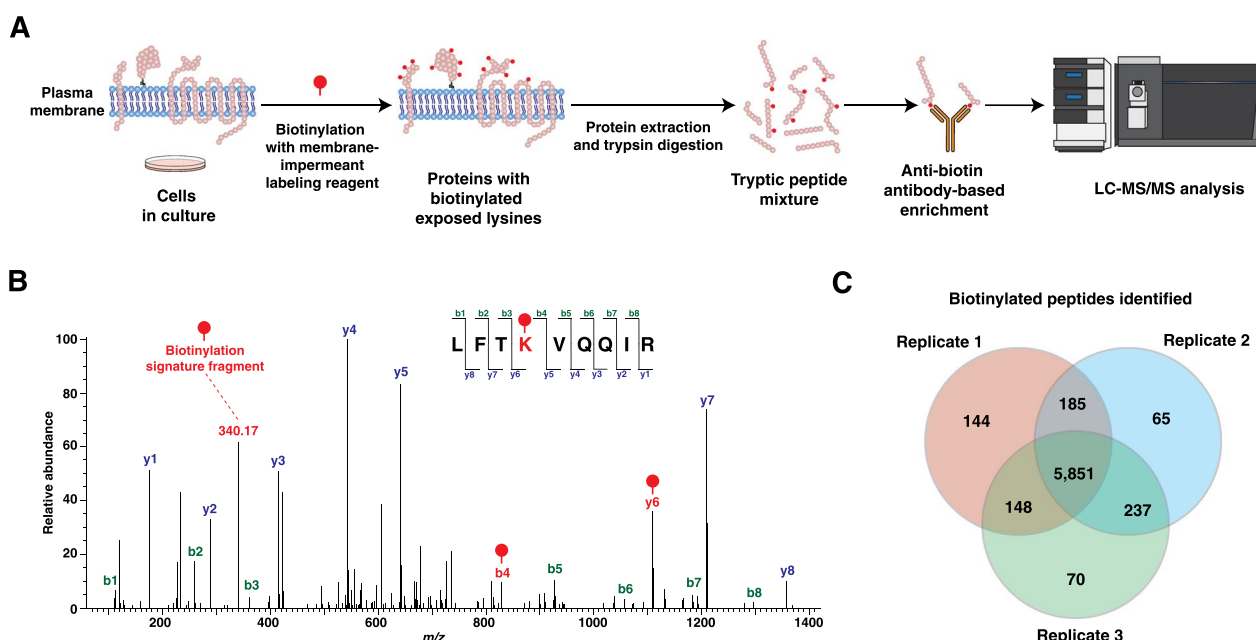 A
Plasma
membrane
Cells
in culture
Biotinylation
with membrane-
impermeant
labeling reagent
Proteins with
biotinylated
exposed lysines
Protein extraction
and trypsin digestion
Tryptic peptide
mixture
Anti-biotin
antibody-based
enrichment
LC-MS/MS analysis
B
Relative abundance
100
80
60
40
20
0
200
400
600
800
1000
1200
1400
m/z
Biotinylation
signature fragment
340.17
b1
y1
b2
y2
b3
y3
y4
y5
b4
b5
b6
y6
b7
y7
b8
y8
b1 b2 b3 b4 b5 b6 b7 b8
L F T K V Q Q I R
y8 y7 y6 y5 y4 y3 y2 y1
C
Biotinylated peptides identified
Replicate 1
Replicate 2
144
185
65
5,851
148
237
70
Replicate 3